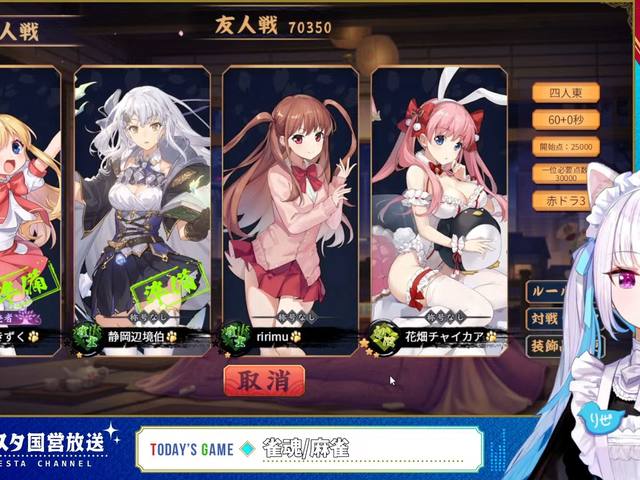 人戦
友人戦 70350
四人東
60+0秒
開始点:25000
一位必要点数
30000
赤ドラ3
準備
準備
称号なし
称号なし
称号なし
ずく
静岡辺境伯
ririmu
花畑チャイカ
ルール
対戦
装飾
取消
りぜ
スタ国営放送
ESTA CHANNEL
TODAY'S GAME
雀魂/麻雀